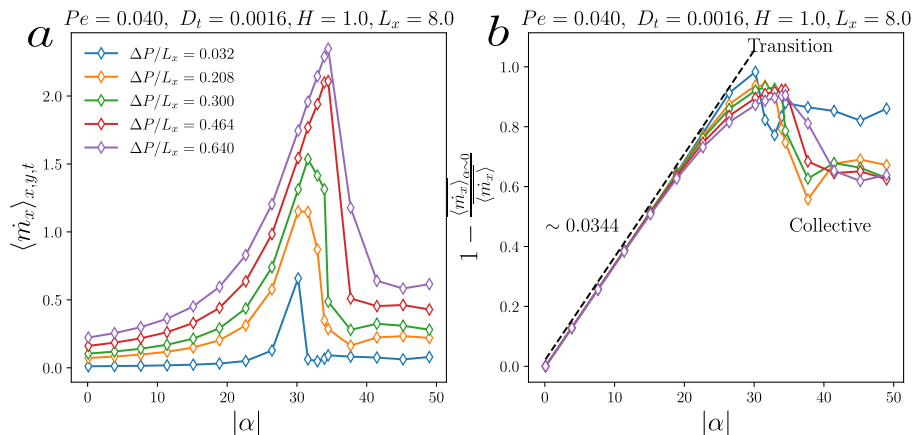 Pe = 0.040, D_t = 0.0016, H = 1.0, L_x = 8.0
a
ΔP/L_x = 0.032
ΔP/L_x = 0.208
ΔP/L_x = 0.300
ΔP/L_x = 0.464
ΔP/L_x = 0.640
2.0
1.5
1.0
0.5
0.0
⟨ṁ_x⟩_{x,y,t}
0 10 20 30 40 50
|α|
Pe = 0.040, D_t = 0.0016, H = 1.0, L_x = 8.0
b
Transition
∼ 0.0344
Collective
1.0
0.8
0.6
0.4
0.2
0.0
1 − ⟨ṁ_x⟩_{α∼0} / ⟨ṁ_x⟩
0 10 20 30 40 50
|α|